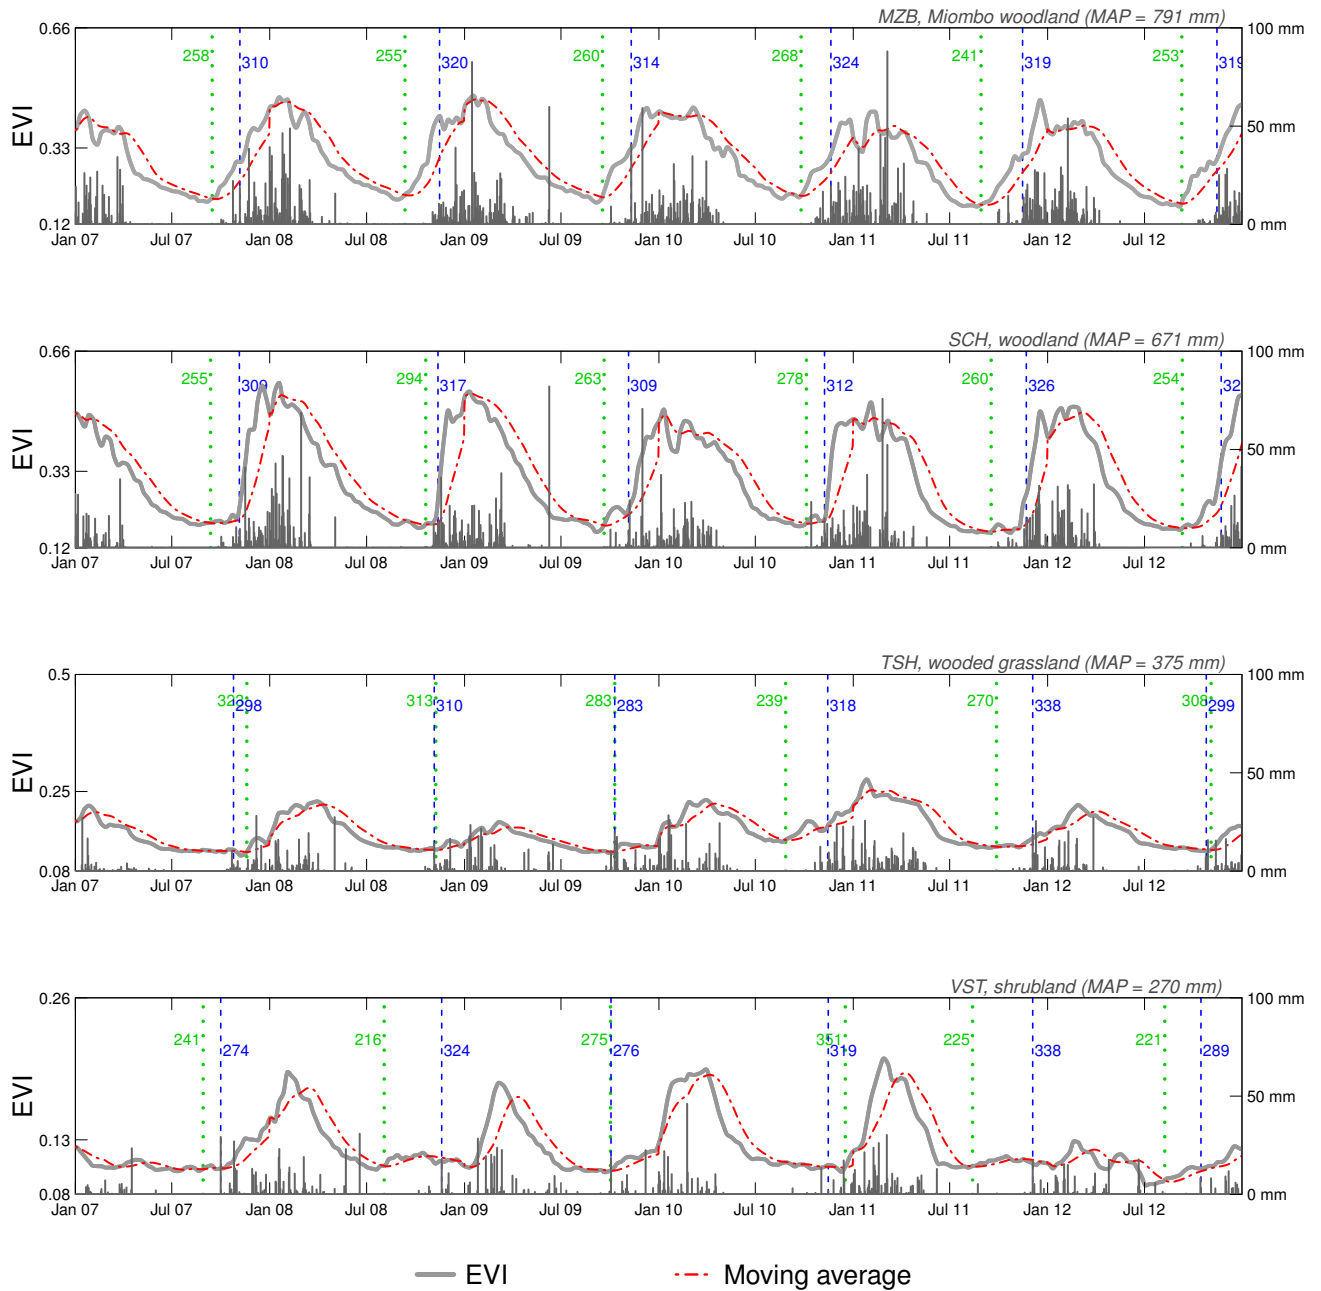 MZB, Miombo woodland (MAP = 791 mm)
0.66 100 mm
258 255 260 268 241 253
310 320 314 324 319 319
EVI
0.33 50 mm
0.12 0 mm
Jan 07 Jul 07 Jan 08 Jul 08 Jan 09 Jul 09 Jan 10 Jul 10 Jan 11 Jul 11 Jan 12 Jul 12
SCH, woodland (MAP = 671 mm)
0.66 100 mm
255 294 263 278 260 254
309 317 309 312 326 32
EVI
0.33 50 mm
0.12 0 mm
Jan 07 Jul 07 Jan 08 Jul 08 Jan 09 Jul 09 Jan 10 Jul 10 Jan 11 Jul 11 Jan 12 Jul 12
TSH, wooded grassland (MAP = 375 mm)
0.5 100 mm
313 283 239 270 308
298 310 283 318 338 299
EVI
0.25 50 mm
0.08 0 mm
Jan 07 Jul 07 Jan 08 Jul 08 Jan 09 Jul 09 Jan 10 Jul 10 Jan 11 Jul 11 Jan 12 Jul 12
VST, shrubland (MAP = 270 mm)
0.26 100 mm
241 216 275 351 225 221
274 324 276 319 338 289
EVI
0.13 50 mm
0.08 0 mm
Jan 07 Jul 07 Jan 08 Jul 08 Jan 09 Jul 09 Jan 10 Jul 10 Jan 11 Jul 11 Jan 12 Jul 12
EVI Moving average